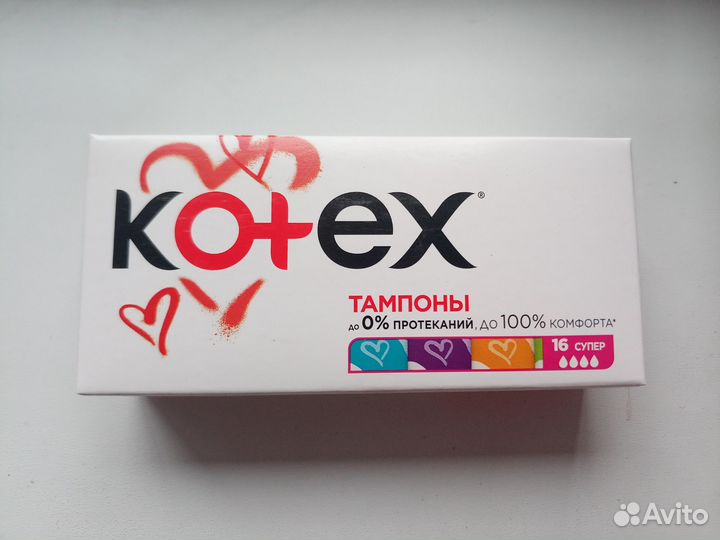 Kotex®
ТАМПОНЫ
до 0% ПРОТЕКАНИЙ, до 100% КОМФОРТА*
16 СУПЕР
Avito